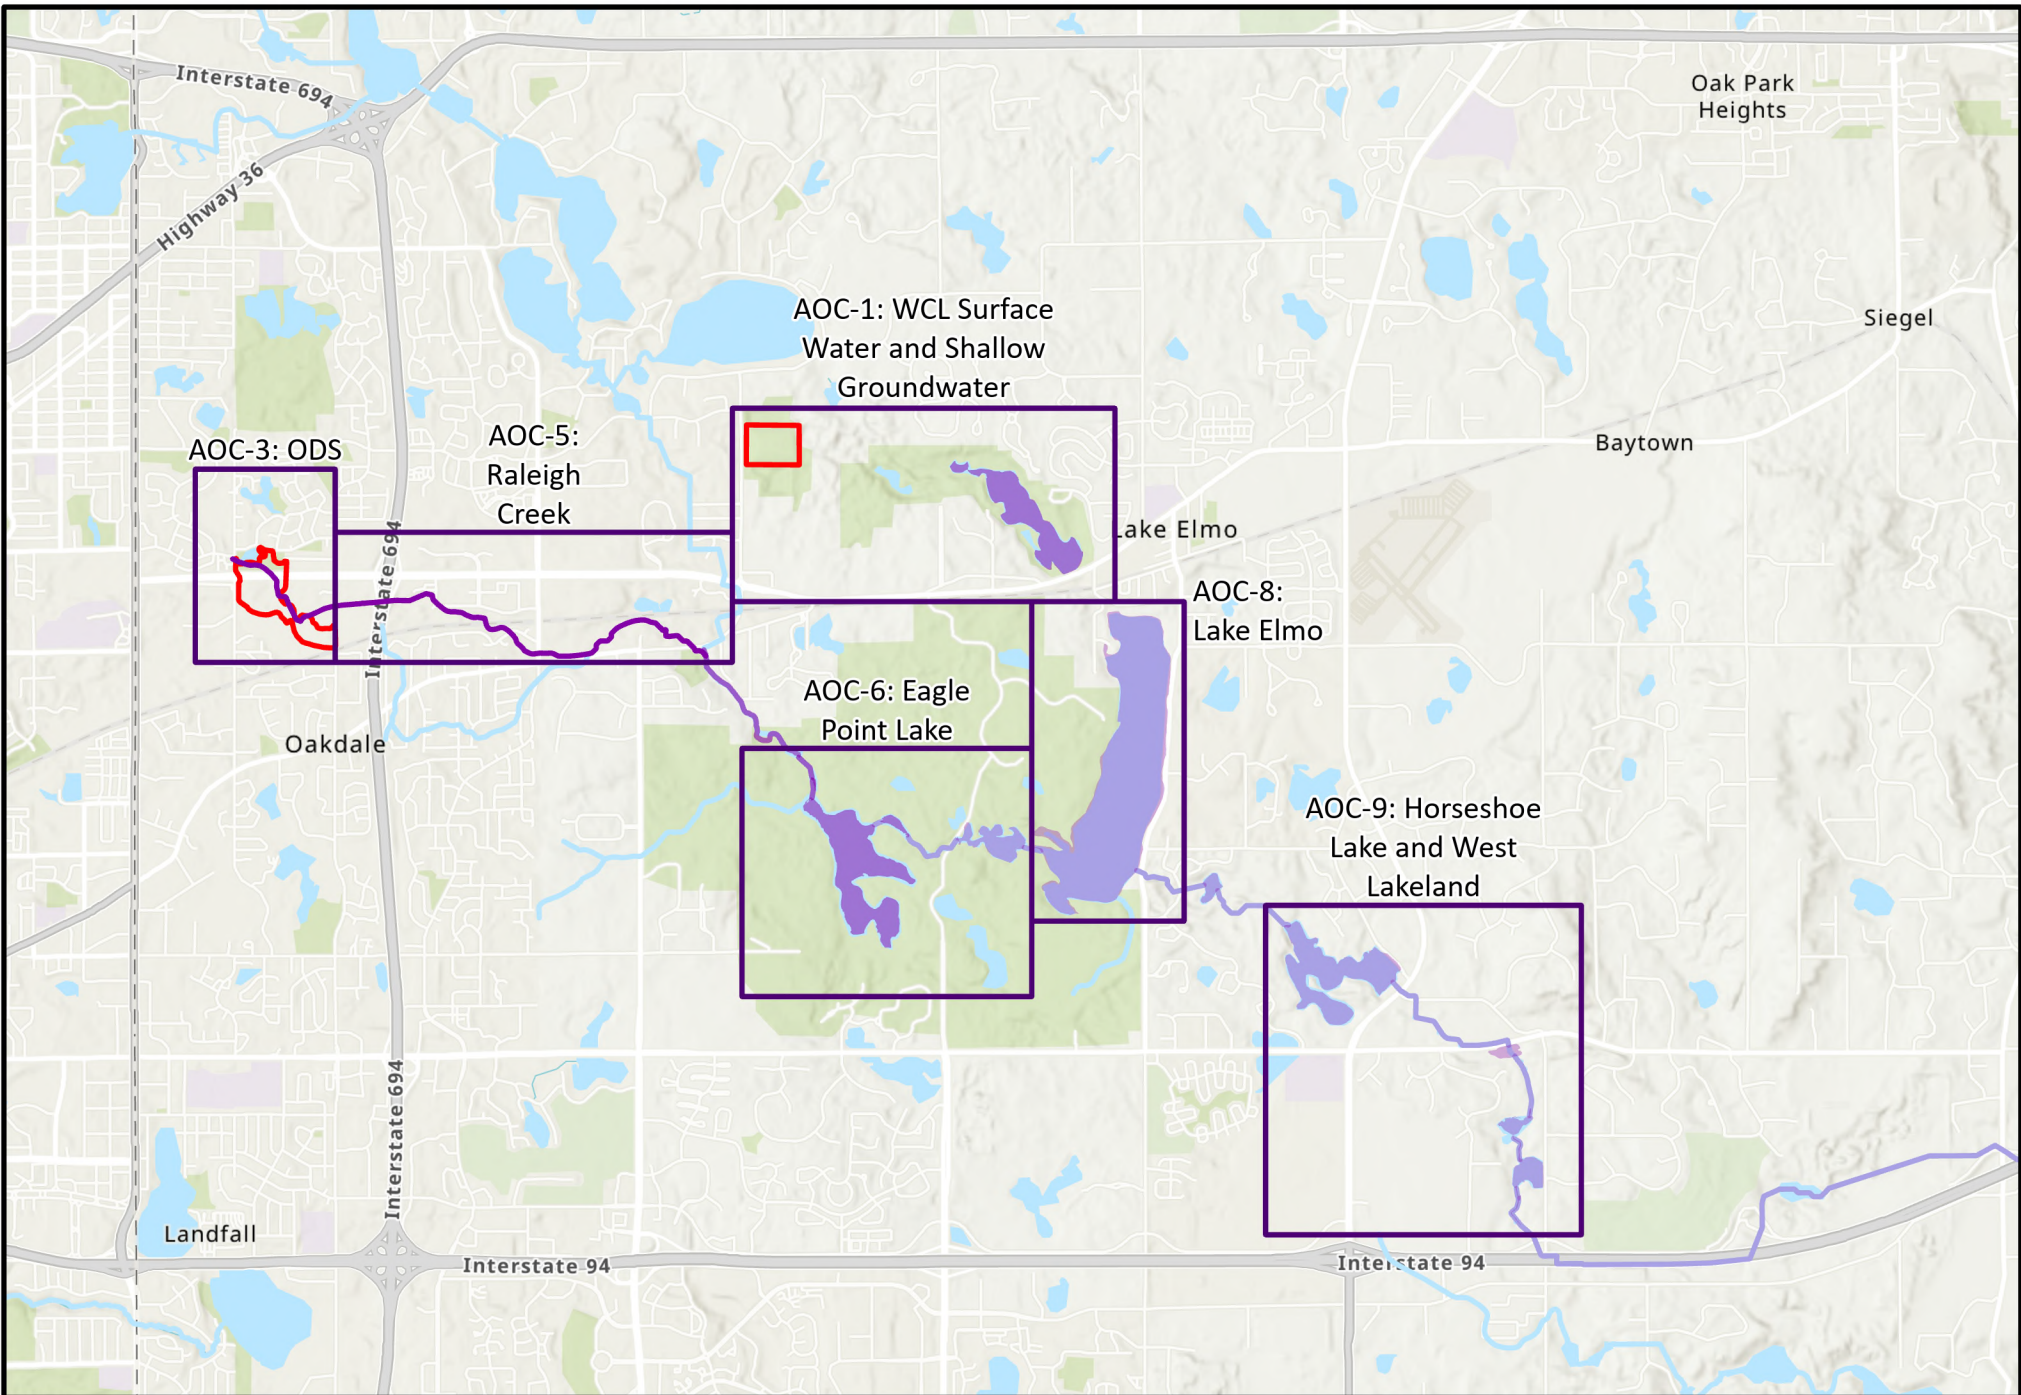 Interstate 694
Oak Park
Heights
Highway 36
AOC-1: WCL Surface
Water and Shallow
Groundwater
Siegel
AOC-3: ODS
AOC-5:
Raleigh
Creek
Baytown
Lake Elmo
Interstate 694
AOC-8:
Lake Elmo
AOC-6: Eagle
Point Lake
Oakdale
AOC-9: Horseshoe
Lake and West
Lakeland
Interstate 694
Landfall
Interstate 94
Interstate 94